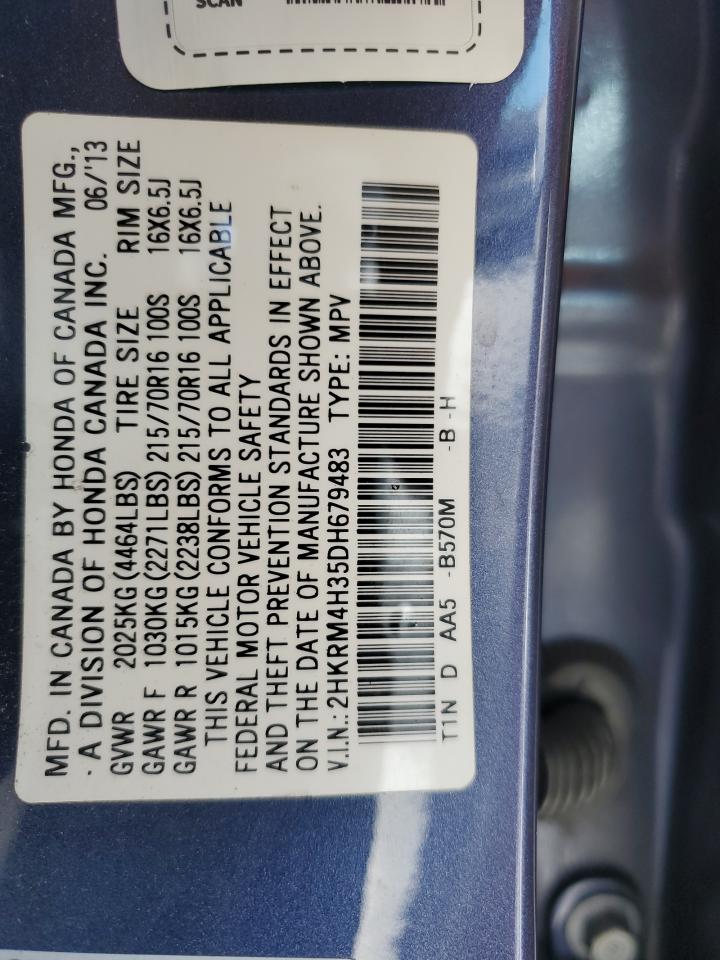 SCAN
MFD. IN CANADA BY HONDA OF CANADA MFG.,
· A DIVISION OF HONDA CANADA INC. 06/'13
GVWR 2025KG (4464LBS) TIRE SIZE RIM SIZE
GAWR F 1030KG (2271LBS) 215/70R16 100S 16X6.5J
GAWR R 1015KG (2238LBS) 215/70R16 100S 16X6.5J
THIS VEHICLE CONFORMS TO ALL APPLICABLE
FEDERAL MOTOR VEHICLE SAFETY
AND THEFT PREVENTION STANDARDS IN EFFECT
ON THE DATE OF MANUFACTURE SHOWN ABOVE.
V.I.N.: 2HKRM4H35DH679483 TYPE: MPV
T1N D AA5 -B570M -B -H